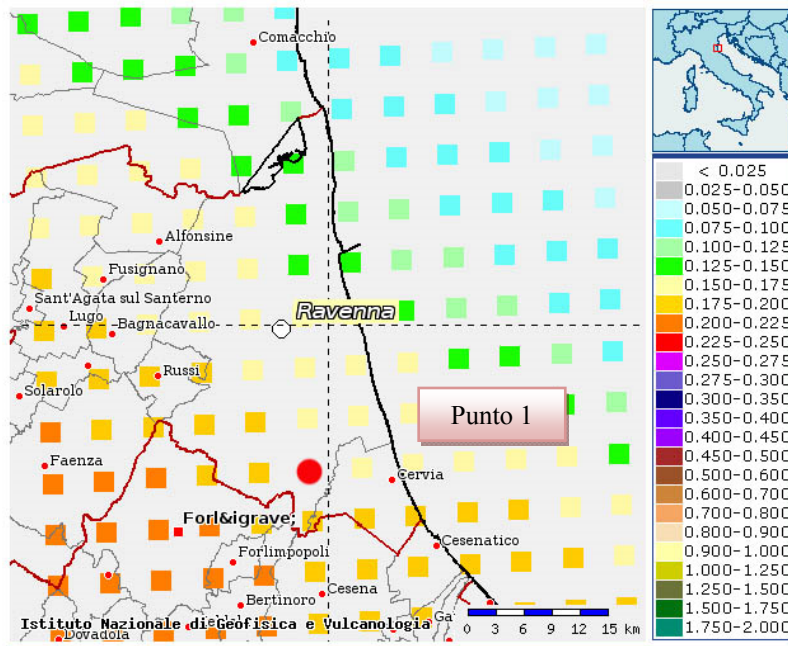 Comacchio
Alfonsine
Fusignano
Sant'Agata sul Santerno
Lugo
Bagnacavallo
Ravenna
Russi
Solarolo
Punto 1
Faenza
Cervia
Forl&igrave;
Cesenatico
Forlimpopoli
Cesena
Bertinoro
Istituto Nazionale di Geofisica e Vulcanologia
Dovadola
Ga
0 3 6 9 12 15 km
< 0.025
0.025-0.050
0.050-0.075
0.075-0.100
0.100-0.125
0.125-0.150
0.150-0.175
0.175-0.200
0.200-0.225
0.225-0.250
0.250-0.275
0.275-0.300
0.300-0.350
0.350-0.400
0.400-0.450
0.450-0.500
0.500-0.600
0.600-0.700
0.700-0.800
0.800-0.900
0.900-1.000
1.000-1.250
1.250-1.500
1.500-1.750
1.750-2.000